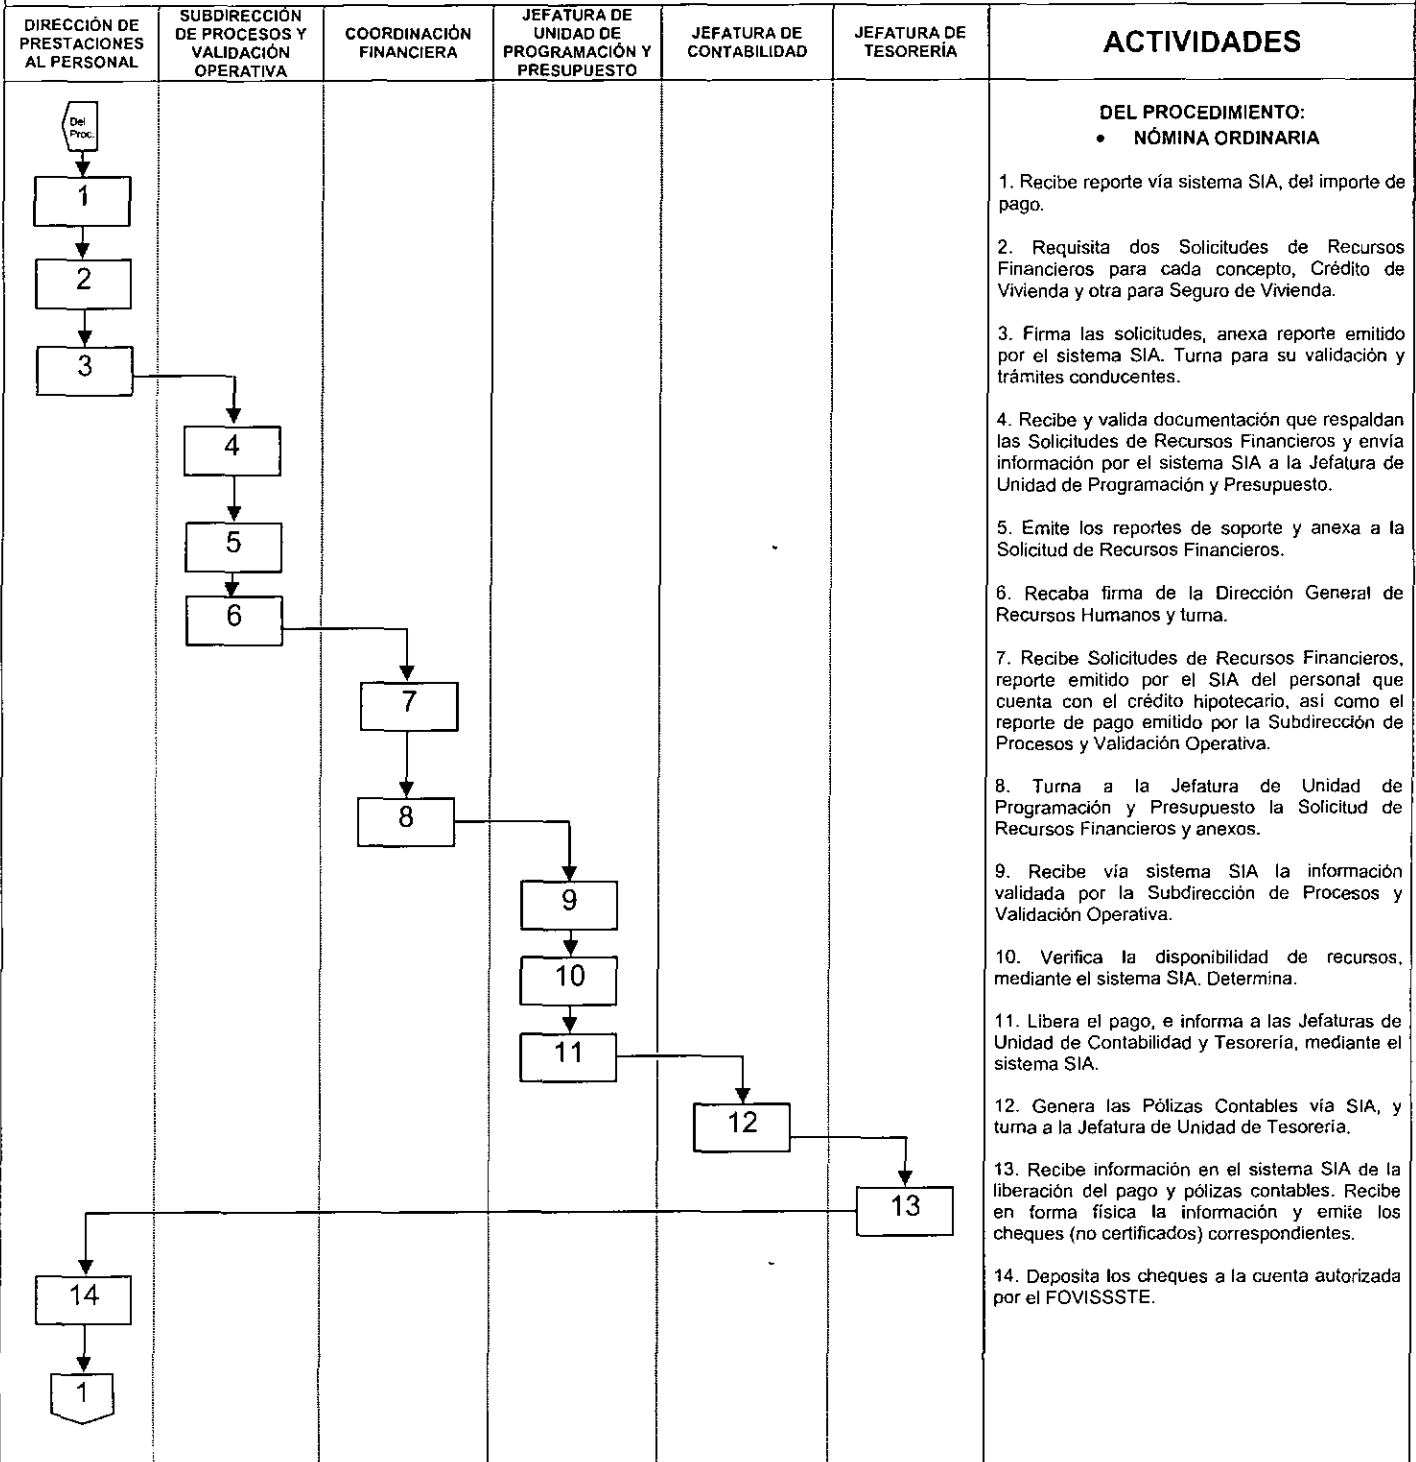 DIRECCIÓN DE
PRESTACIONES
AL PERSONAL
SUBDIRECCIÓN
DE PROCESOS Y
VALIDACIÓN
OPERATIVA
COORDINACIÓN
FINANCIERA
JEFATURA DE
UNIDAD DE
PROGRAMACIÓN Y
PRESUPUESTO
JEFATURA DE
CONTABILIDAD
JEFATURA DE
TESORERÍA
ACTIVIDADES
Del
Proc.
1
2
3
4
5
6
7
8
9
10
11
12
13
14
1
DEL PROCEDIMIENTO:
• NÓMINA ORDINARIA
1. Recibe reporte vía sistema SIA, del importe de
pago.
2. Requisita dos Solicitudes de Recursos
Financieros para cada concepto, Crédito de
Vivienda y otra para Seguro de Vivienda.
3. Firma las solicitudes, anexa reporte emitido
por el sistema SIA. Turna para su validación y
trámites conducentes.
4. Recibe y valida documentación que respaldan
las Solicitudes de Recursos Financieros y envía
información por el sistema SIA a la Jefatura de
Unidad de Programación y Presupuesto.
5. Emite los reportes de soporte y anexa a la
Solicitud de Recursos Financieros.
6. Recaba firma de la Dirección General de
Recursos Humanos y turna.
7. Recibe Solicitudes de Recursos Financieros,
reporte emitido por el SIA del personal que
cuenta con el crédito hipotecario, así como el
reporte de pago emitido por la Subdirección de
Procesos y Validación Operativa.
8. Turna a la Jefatura de Unidad de
Programación y Presupuesto la Solicitud de
Recursos Financieros y anexos.
9. Recibe vía sistema SIA la información
validada por la Subdirección de Procesos y
Validación Operativa.
10. Verifica la disponibilidad de recursos,
mediante el sistema SIA. Determina.
11. Libera el pago, e informa a las Jefaturas de
Unidad de Contabilidad y Tesorería, mediante el
sistema SIA.
12. Genera las Pólizas Contables vía SIA, y
turna a la Jefatura de Unidad de Tesorería.
13. Recibe información en el sistema SIA de la
liberación del pago y pólizas contables. Recibe
en forma física la información y emite los
cheques (no certificados) correspondientes.
14. Deposita los cheques a la cuenta autorizada
por el FOVISSSTE.